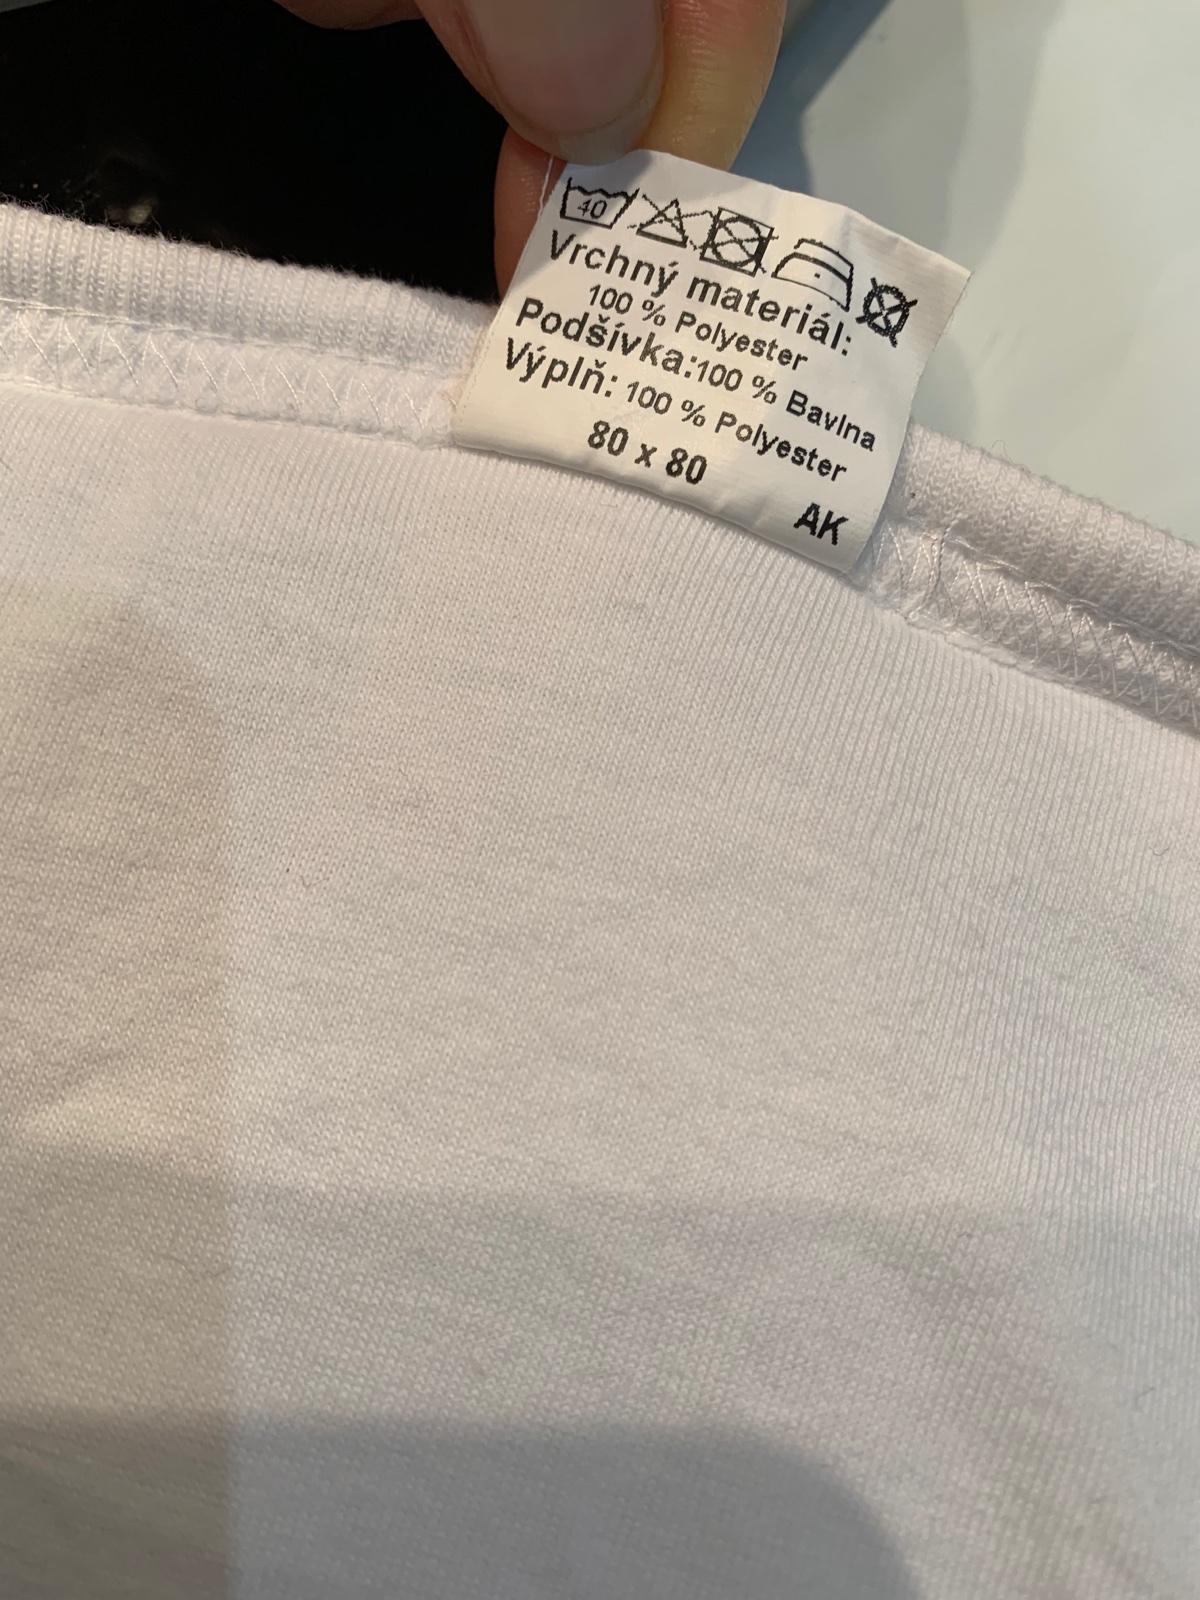 40
Vrchný materiál:
100 % Polyester
Podšívka:100 % Bavlna
Výplň: 100 % Polyester
80 x 80
AK